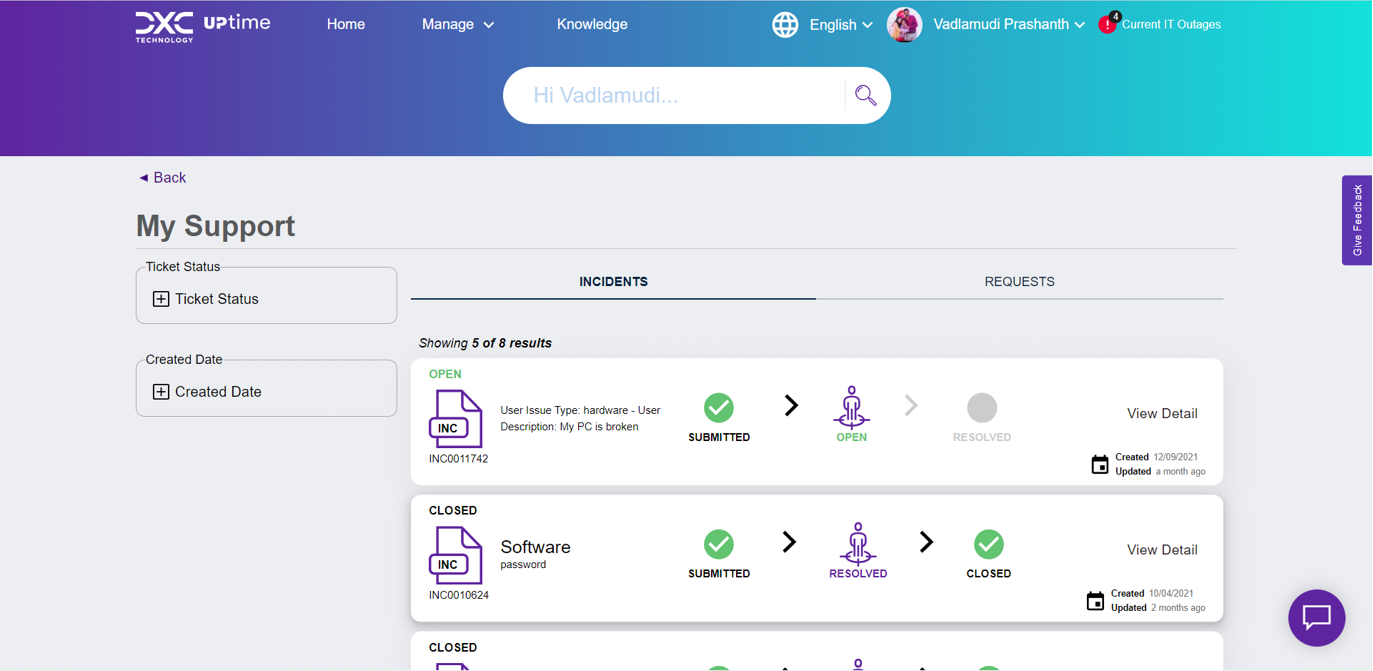 DXC TECHNOLOGY UPtime Home Manage Knowledge English Vadlamudi Prashanth ! 4 Current IT Outages
Hi Vadlamudi...
◄ Back
Give Feedback
My Support
Ticket Status
Ticket Status
Created Date
Created Date
INCIDENTS REQUESTS
Showing 5 of 8 results
OPEN
INC
INC0011742
User Issue Type: hardware - User
Description: My PC is broken
SUBMITTED OPEN RESOLVED
View Detail
Created 12/09/2021
Updated a month ago
CLOSED
INC
INC0010624
Software
password
SUBMITTED RESOLVED CLOSED
View Detail
Created 10/04/2021
Updated 2 months ago
CLOSED